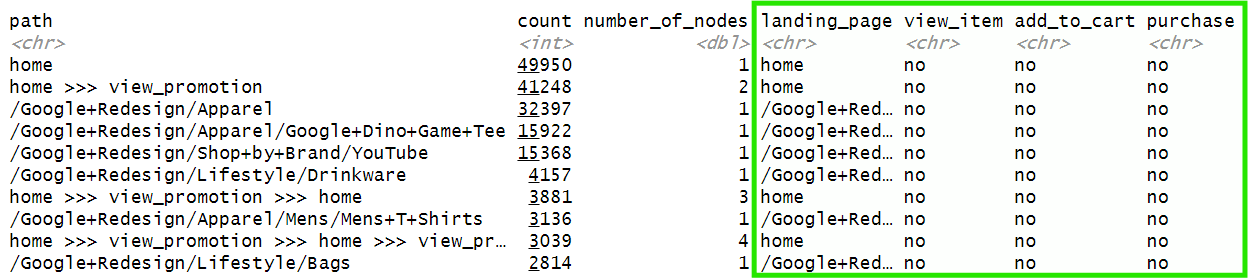 path count number_of_nodes landing_page view_item add_to_cart purchase
<chr> <int> <dbl> <chr> <chr> <chr> <chr>
home 49950 1 home no no no
home >>> view_promotion 41248 2 home no no no
/Google+Redesign/Apparel 32397 1 /Google+Red… no no no
/Google+Redesign/Apparel/Google+Dino+Game+Tee 15922 1 /Google+Red… no no no
/Google+Redesign/Shop+by+Brand/YouTube 15368 1 /Google+Red… no no no
/Google+Redesign/Lifestyle/Drinkware 4157 1 /Google+Red… no no no
home >>> view_promotion >>> home 3881 3 home no no no
/Google+Redesign/Apparel/Mens/Mens+T+Shirts 3136 1 /Google+Red… no no no
home >>> view_promotion >>> home >>> view_pr… 3039 4 home no no no
/Google+Redesign/Lifestyle/Bags 2814 1 /Google+Red… no no no